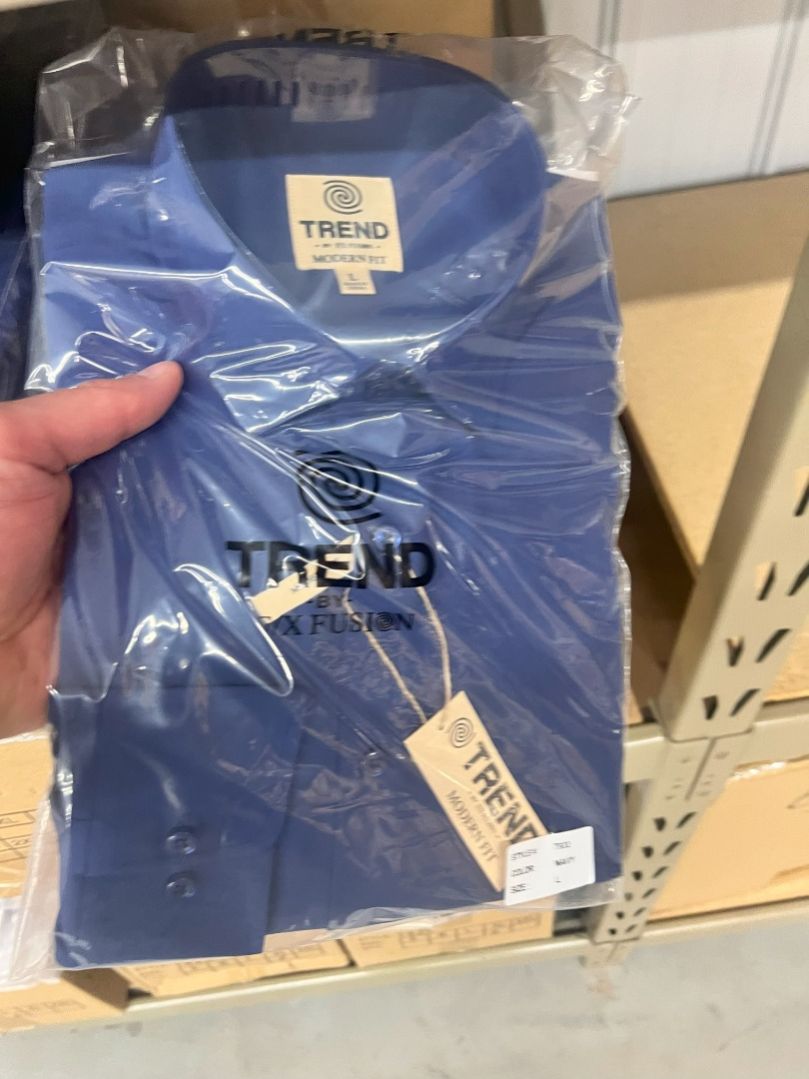 TREND
MODERN FIT
L
TREND
-BY-
F/X FUSION
TREND
MODERN FIT
STYLE#
COLOR NAVY
SIZE L